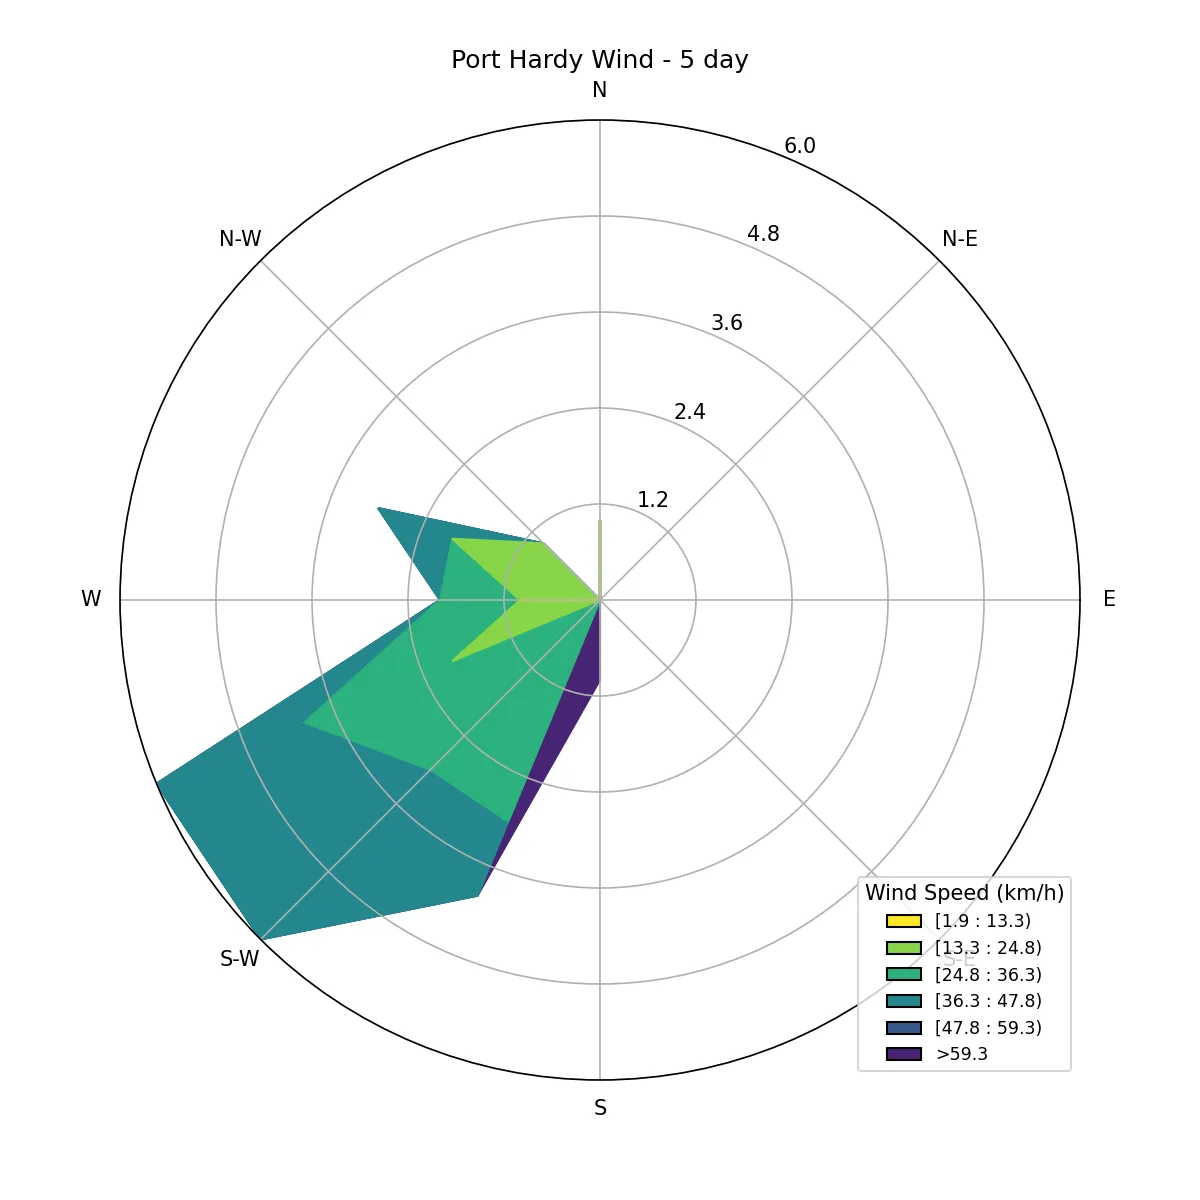 Port Hardy Wind - 5 day
N
6.0
N-W
N-E
4.8
3.6
2.4
1.2
W
E
Wind Speed (km/h)
[1.9 : 13.3)
[13.3 : 24.8)
[24.8 : 36.3)
[36.3 : 47.8)
[47.8 : 59.3)
>59.3
S-W
S-E
S